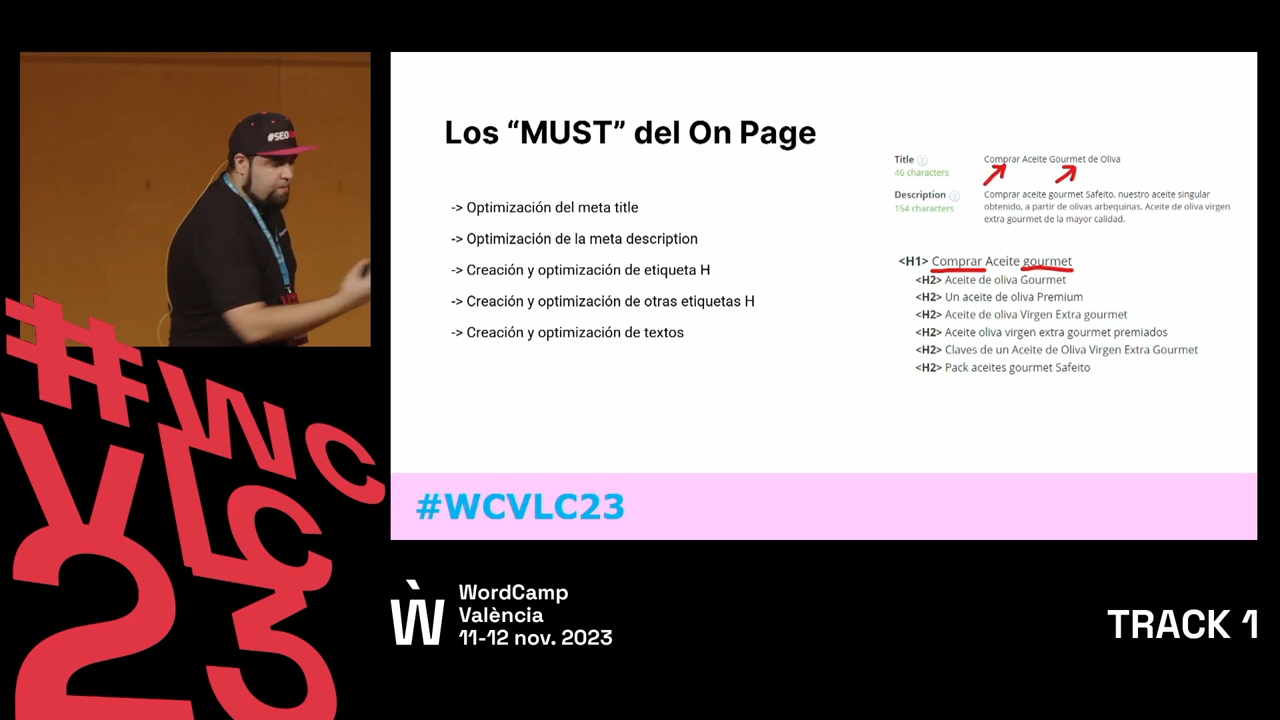 #SEO
Los “MUST” del On Page
-> Optimización del meta title
-> Optimización de la meta description
-> Creación y optimización de etiqueta H
-> Creación y optimización de otras etiquetas H
-> Creación y optimización de textos
Title ?
46 characters
Comprar Aceite Gourmet de Oliva
Description ?
154 characters
Comprar aceite gourmet Safeito, nuestro aceite singular
obtenido, a partir de olivas arbequinas. Aceite de oliva virgen
extra gourmet de la mayor calidad.
<H1> Comprar Aceite gourmet
<H2> Aceite de oliva Gourmet
<H2> Un aceite de oliva Premium
<H2> Aceite de oliva Virgen Extra gourmet
<H2> Aceite oliva virgen extra gourmet premiados
<H2> Claves de un Aceite de Oliva Virgen Extra Gourmet
<H2> Pack aceites gourmet Safeito
#WCVLC23
#WC
VLC
23
Ẁ
WordCamp
València
11-12 nov. 2023
TRACK 1